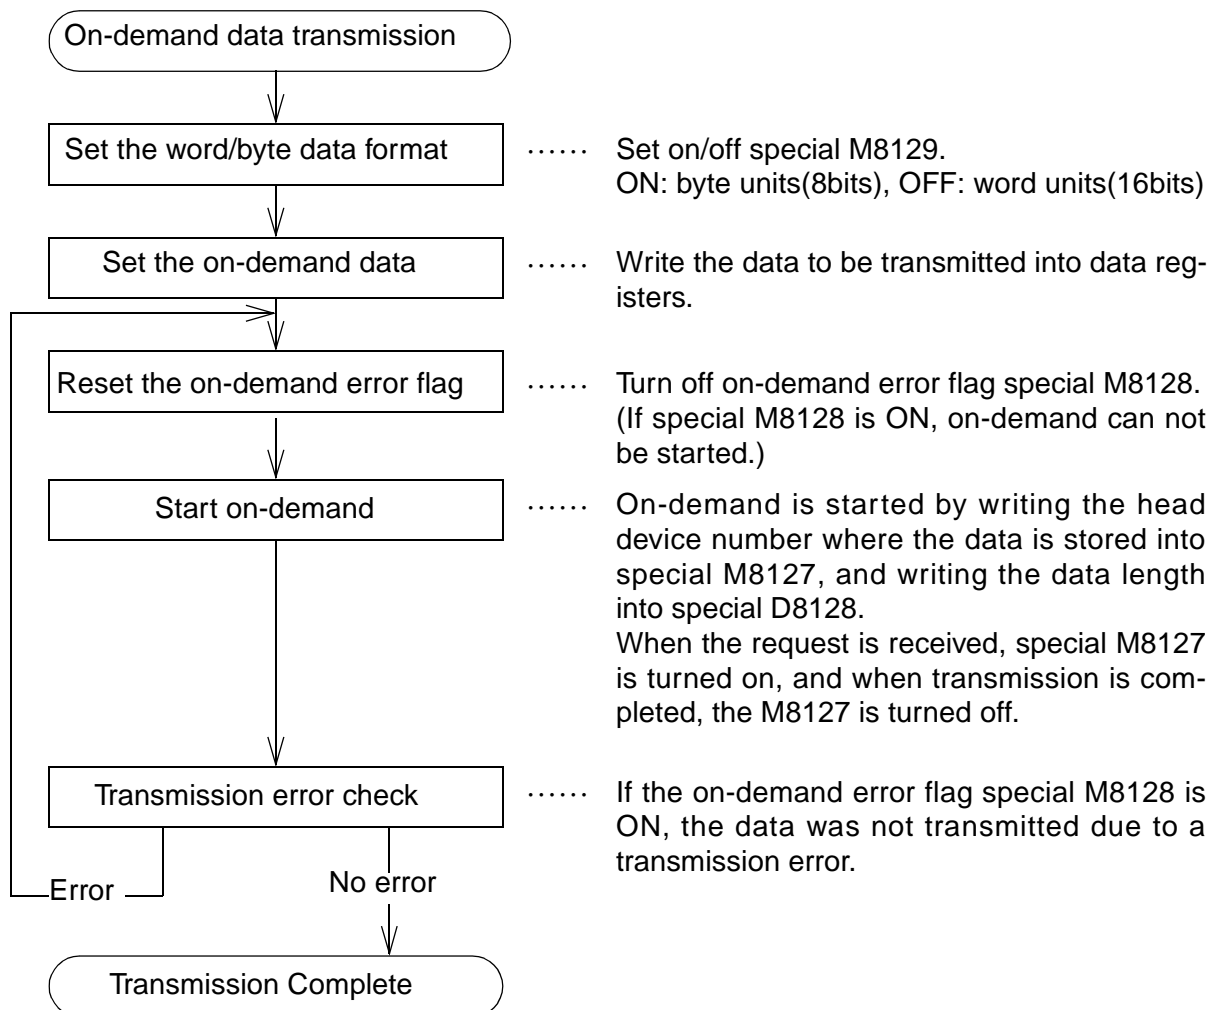 On-demand data transmission
Set the word/byte data format
...... Set on/off special M8129.
ON: byte units(8bits), OFF: word units(16bits)
Set the on-demand data
...... Write the data to be transmitted into data reg-
isters.
Reset the on-demand error flag
...... Turn off on-demand error flag special M8128.
(If special M8128 is ON, on-demand can not
be started.)
Start on-demand
...... On-demand is started by writing the head
device number where the data is stored into
special M8127, and writing the data length
into special D8128.
When the request is received, special M8127
is turned on, and when transmission is com-
pleted, the M8127 is turned off.
Transmission error check
...... If the on-demand error flag special M8128 is
ON, the data was not transmitted due to a
transmission error.
Error
No error
Transmission Complete